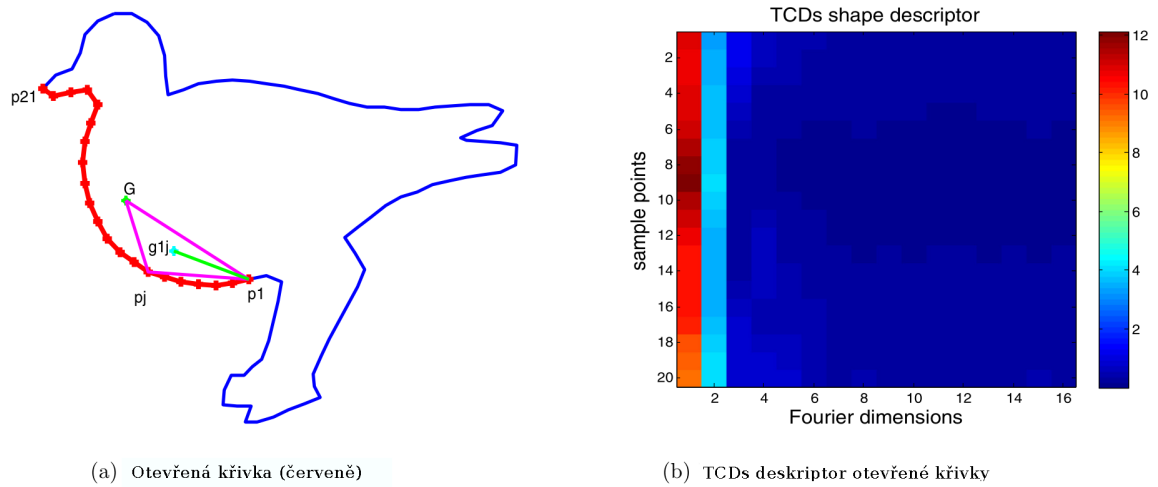 p21
G
g1j
pj
p1
TCDs shape descriptor
sample points
2
4
6
8
10
12
14
16
18
20
2 4 6 8 10 12 14 16
Fourier dimensions
12
10
8
6
4
2
(a) Otevřená křivka (červeně)
(b) TCDs deskriptor otevřené křivky